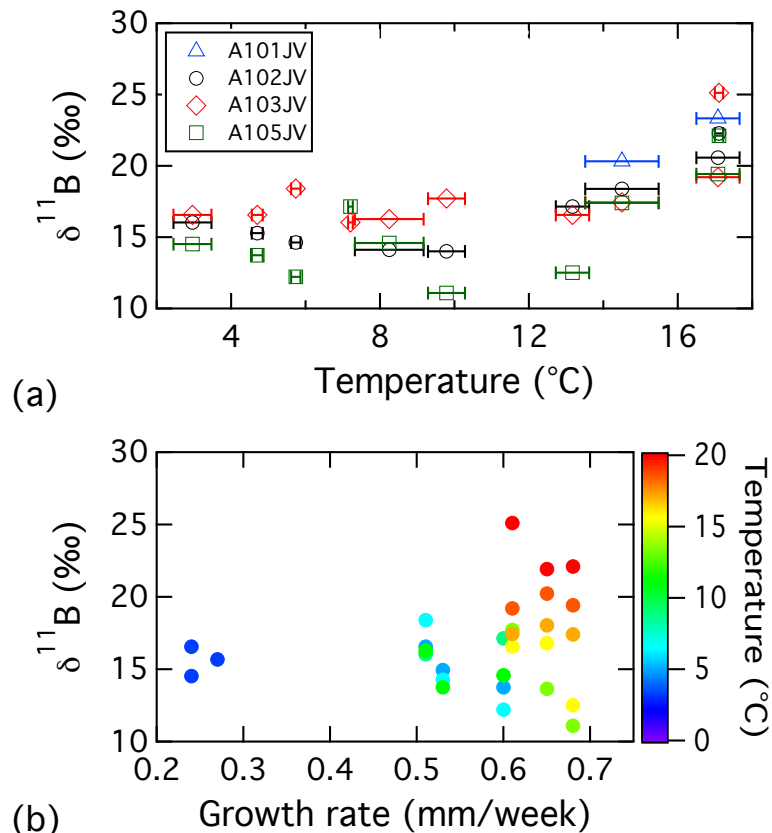 30
25
20
15
10
δ ¹¹B (‰)
A101JV
A102JV
A103JV
A105JV
4
8
12
16
Temperature (°C)
(a)
30
25
20
15
10
δ ¹¹B (‰)
0.2
0.3
0.4
0.5
0.6
0.7
Growth rate (mm/week)
20
15
10
5
0
Temperature (°C)
(b)